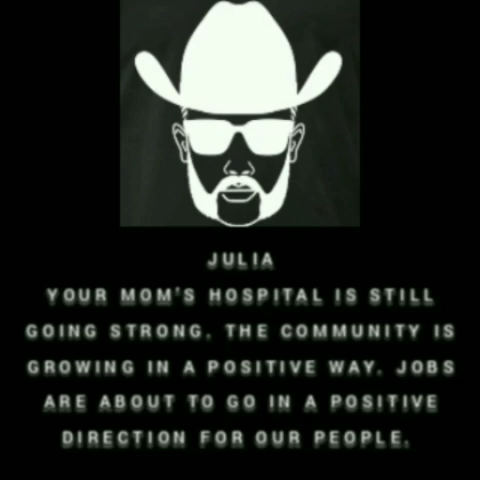 JULIA
YOUR MOM'S HOSPITAL IS STILL
GOING STRONG. THE COMMUNITY IS
GROWING IN A POSITIVE WAY. JOBS
ARE ABOUT TO GO IN A POSITIVE
DIRECTION FOR OUR PEOPLE.